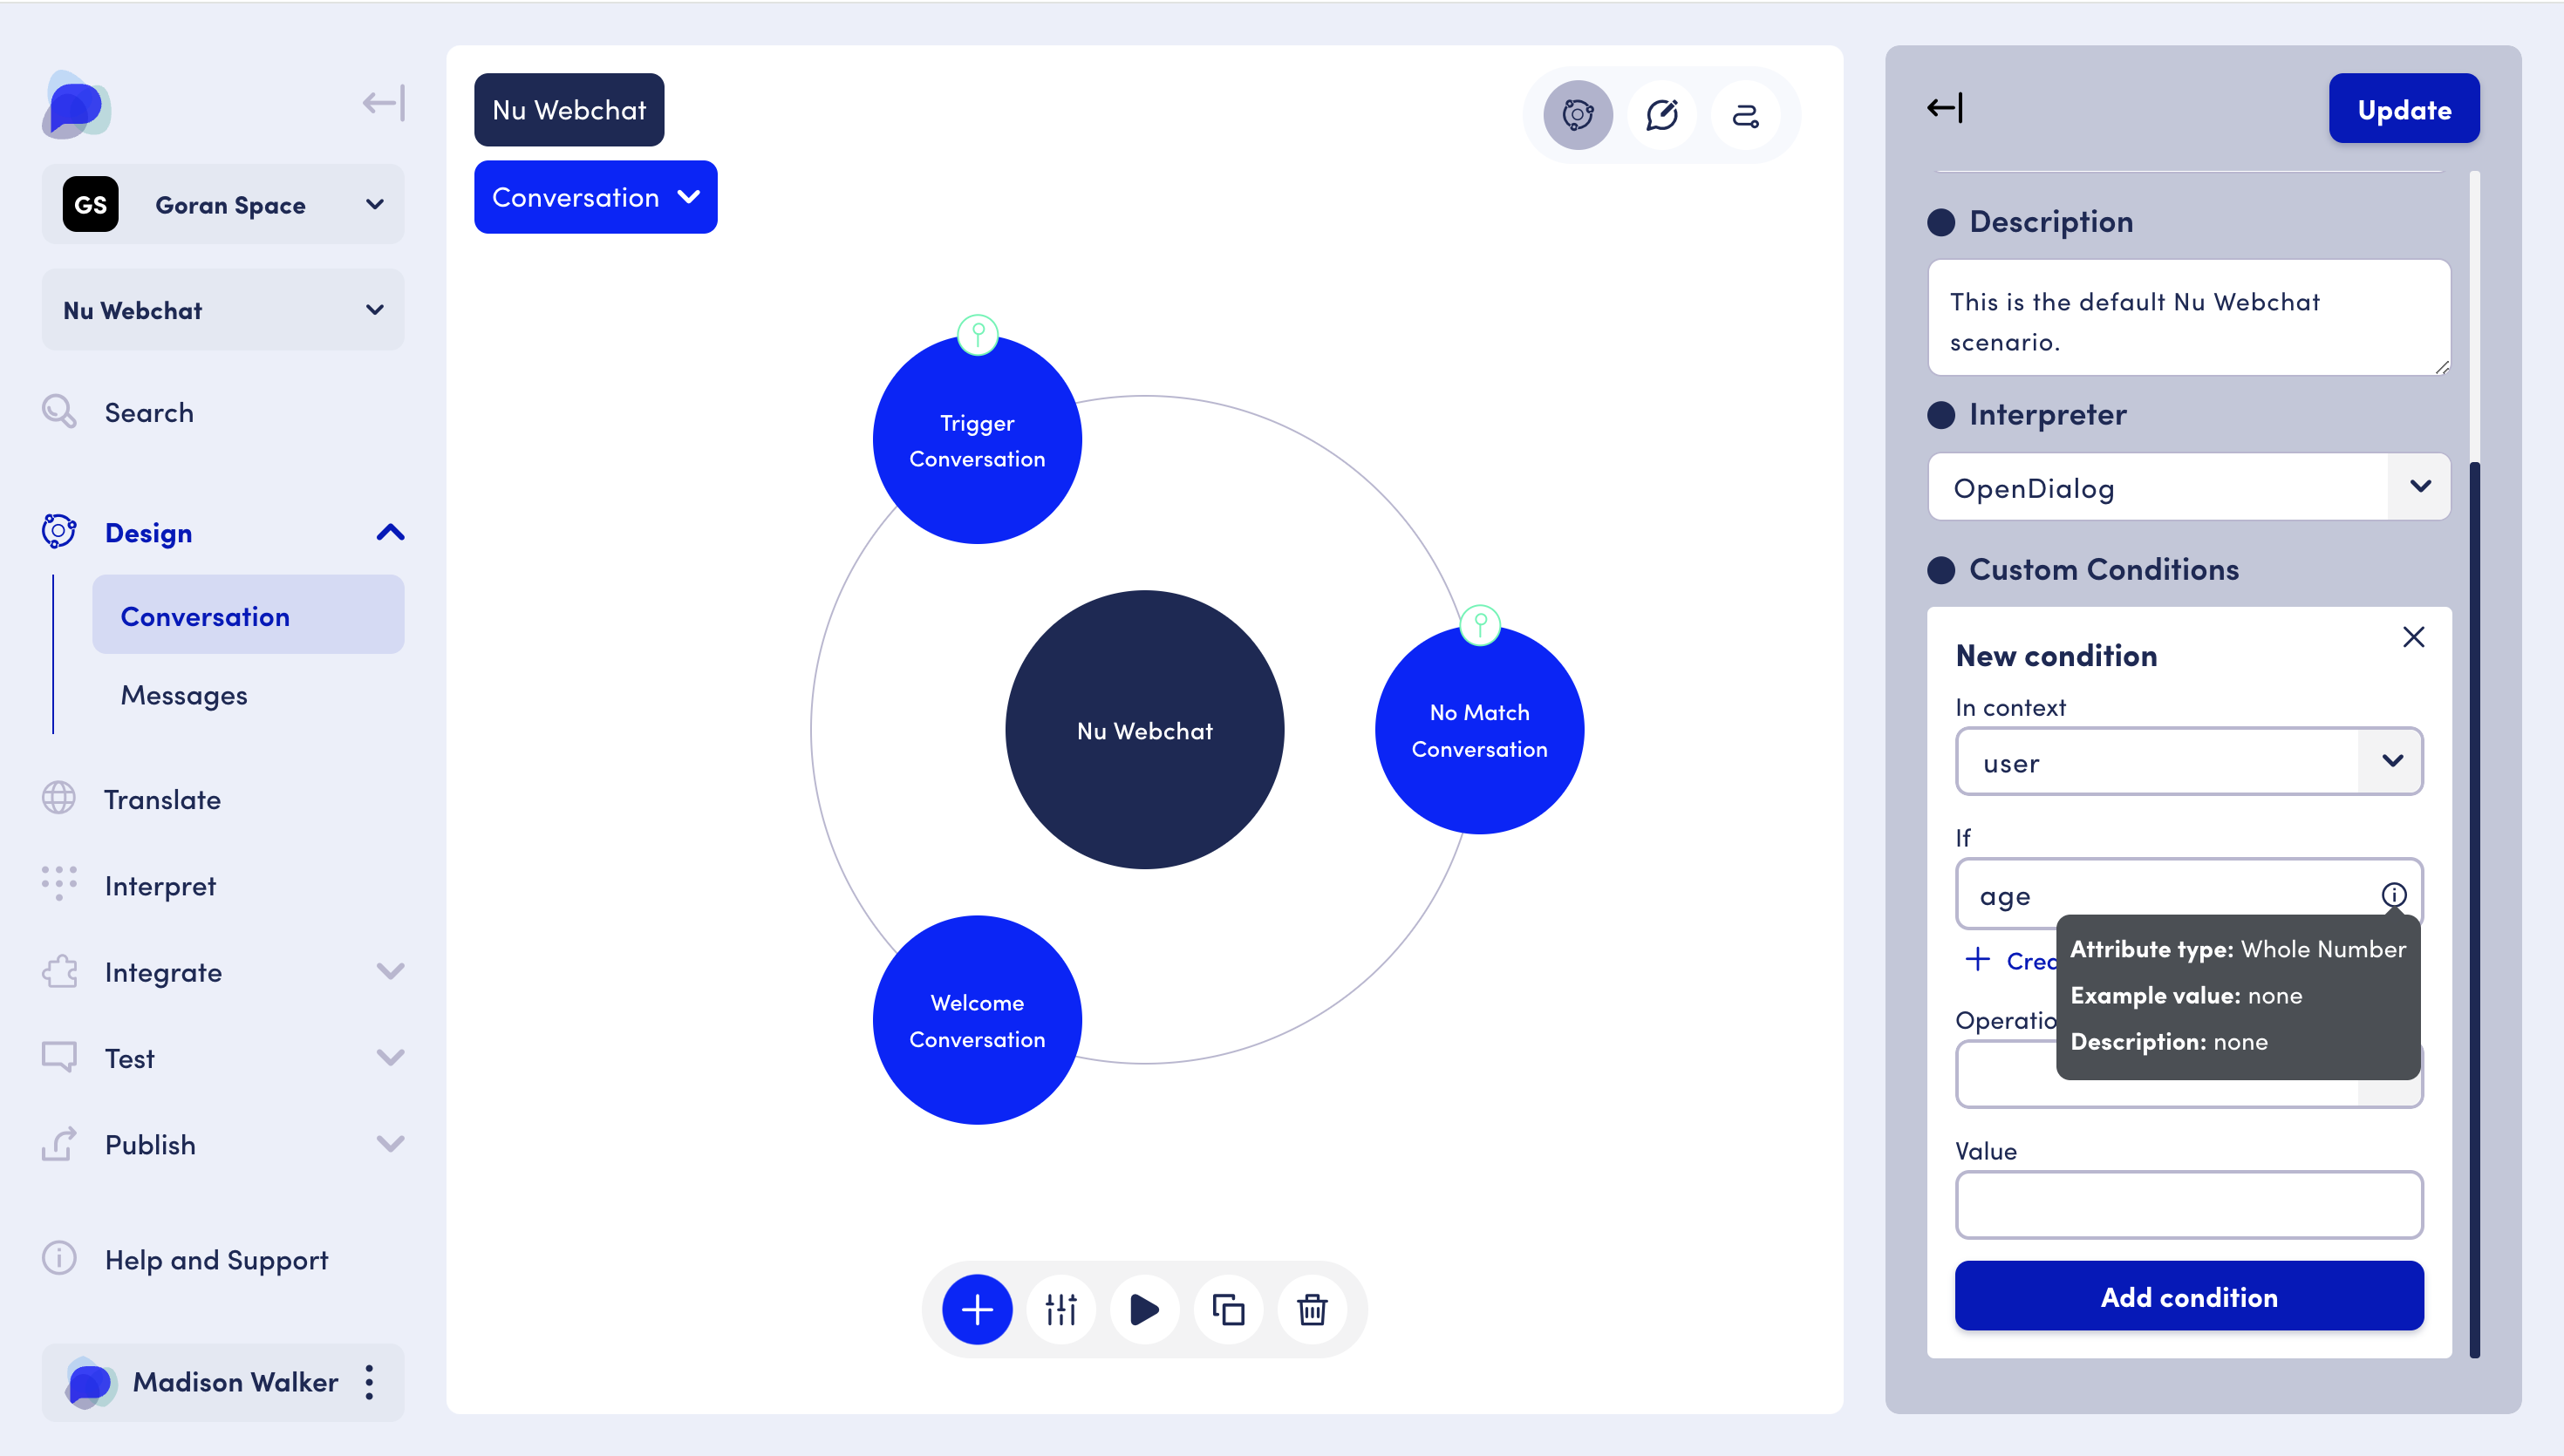 GS
Goran Space
Nu Webchat
Search
Design
Conversation
Messages
Translate
Interpret
Integrate
Test
Publish
Help and Support
Madison Walker
Nu Webchat
Conversation
Trigger
Conversation
Nu Webchat
No Match
Conversation
Welcome
Conversation
Update
Description
This is the default Nu Webchat
scenario.
Interpreter
OpenDialog
Custom Conditions
New condition
In context
user
If
age
Attribute type: Whole Number
Example value: none
Description: none
Value
Add condition